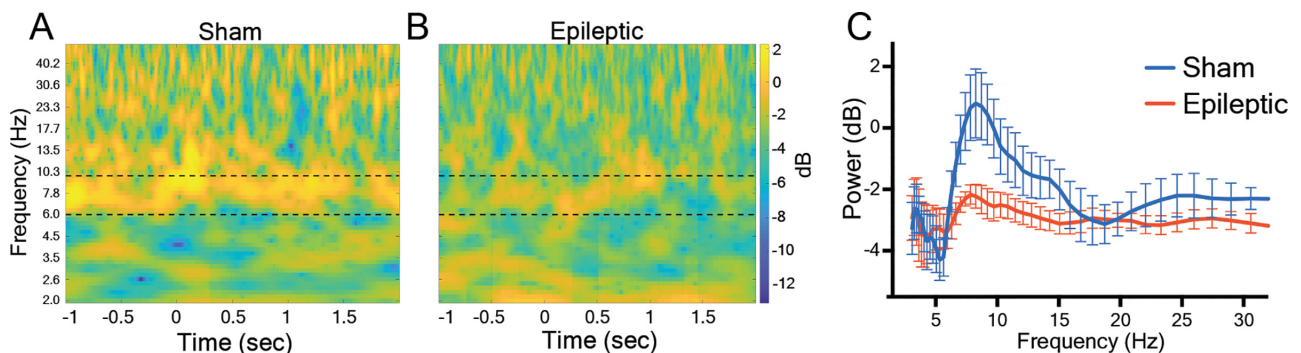 A
Sham
Frequency (Hz)
40.2
30.6
23.3
17.7
13.5
10.3
7.8
6.0
4.5
3.5
2.6
2.0
-1 -0.5 0 0.5 1 1.5
Time (sec)
B
Epileptic
-1 -0.5 0 0.5 1 1.5
Time (sec)
2
0
-2
-4
-6
-8
-10
-12
dB
C
Sham
Epileptic
Power (dB)
2
0
-2
-4
5 10 15 20 25 30
Frequency (Hz)